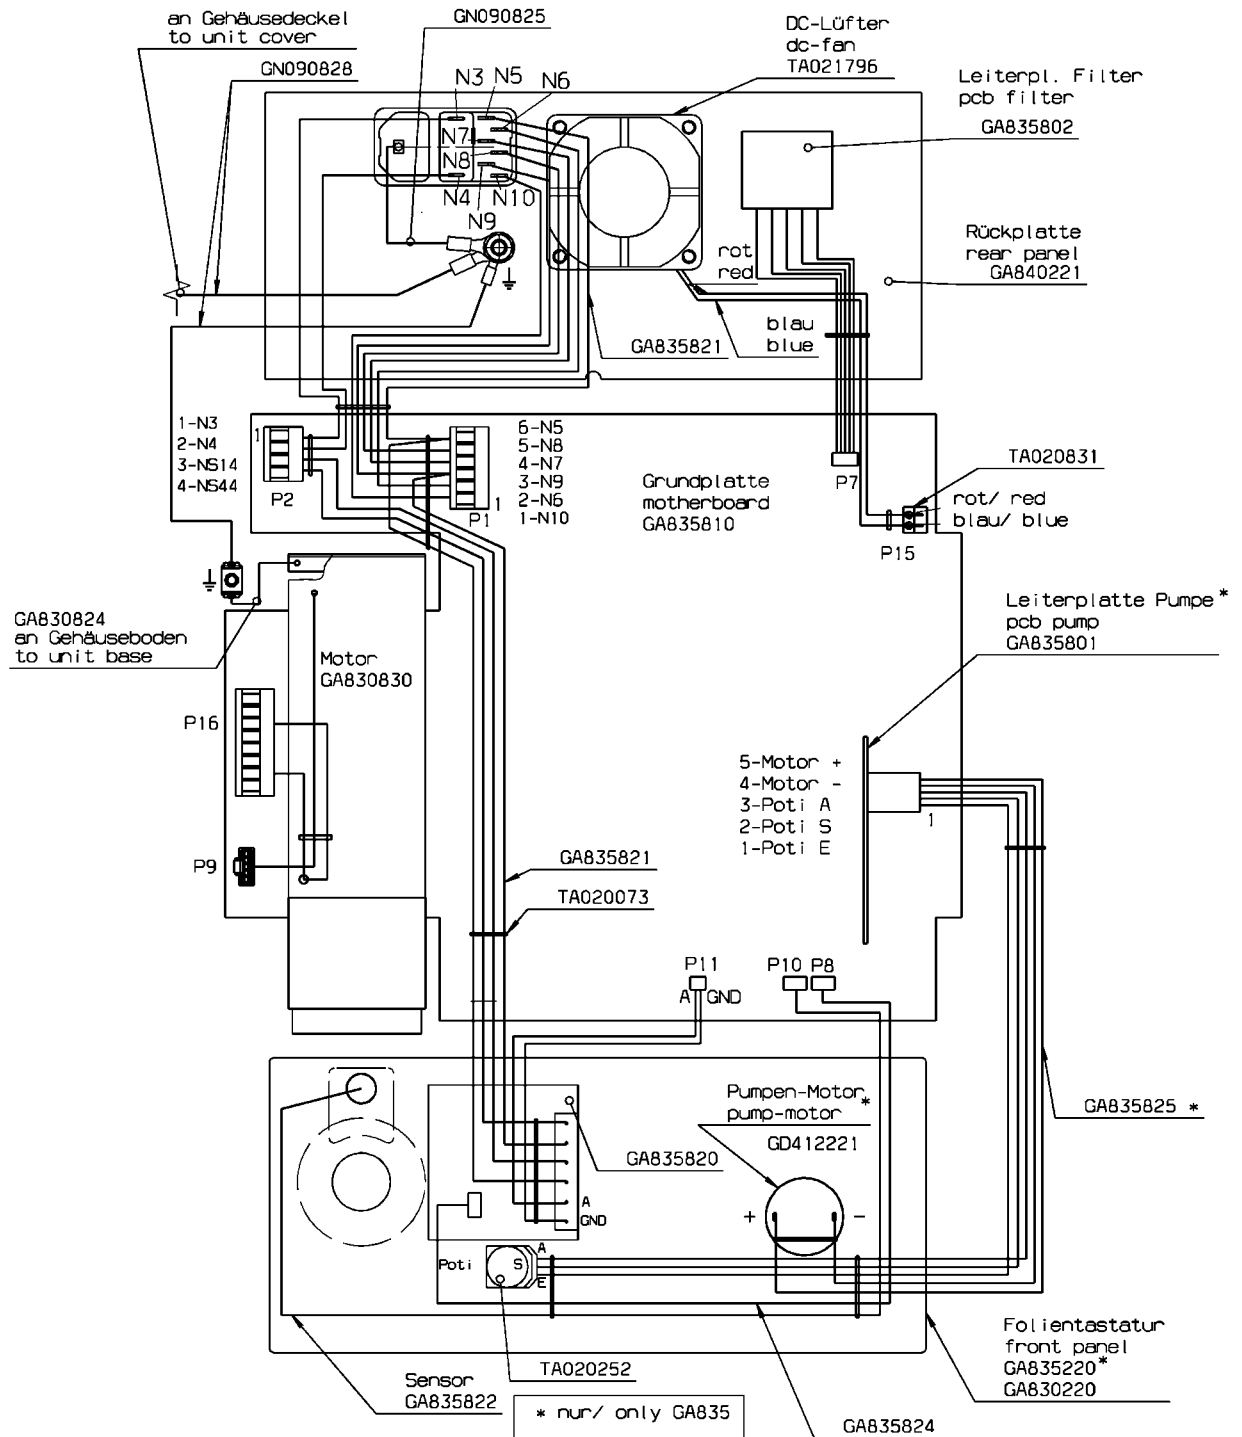 an Gehäusedeckel
to unit cover
GN090825
DC-Lüfter
dc-fan
TA021796
GN090828
Leiterpl. Filter
pcb filter
GA835802
N3
N5
N6
N7
N8
N4
N10
N9
Rückplatte
rear panel
GA840221
rot
red
blau
blue
GA835821
1-N3
2-N4
3-NS14
4-NS44
1
P2
6-N5
5-N8
4-N7
3-N9
2-N6
1-N10
1
P1
Grundplatte
motherboard
GA835810
P7
TA020831
rot/ red
blau/ blue
P15
GA830824
an Gehäuseboden
to unit base
Leiterplatte Pumpe *
pcb pump
GA835801
Motor
GA830830
P16
5-Motor +
4-Motor -
3-Poti A
2-Poti S
1-Poti E
1
P9
GA835821
TA020073
P11
A GND
P10 P8
Pumpen-Motor *
pump-motor
GD412221
GA835825 *
GA835820
A
GND
+ -
Poti
A
S
E
Folientastatur
front panel
GA835220 *
GA830220
Sensor
GA835822
TA020252
* nur/ only GA835
GA835824